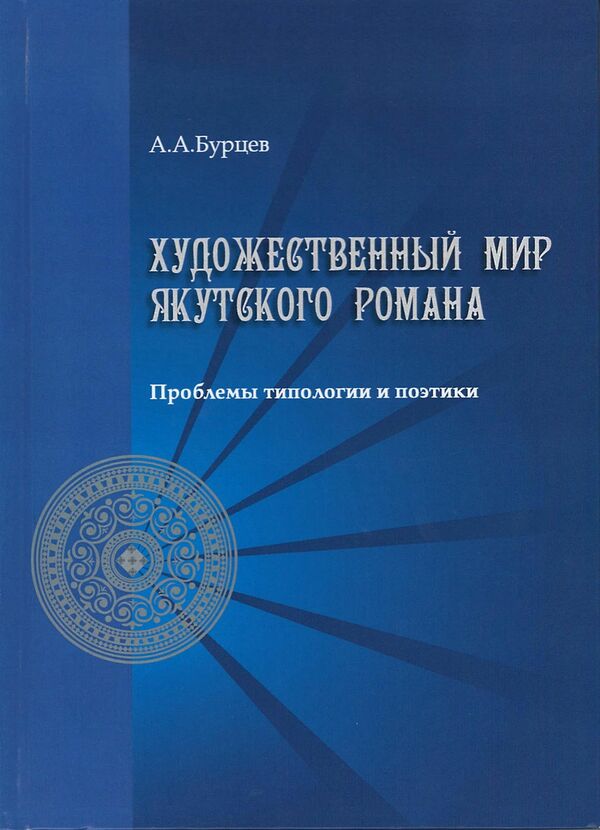 А.А.Бурцев
ХУДОЖЕСТВЕННЫЙ МИР
ЯКУТСКОГО РОМАНА
Проблемы типологии и поэтики